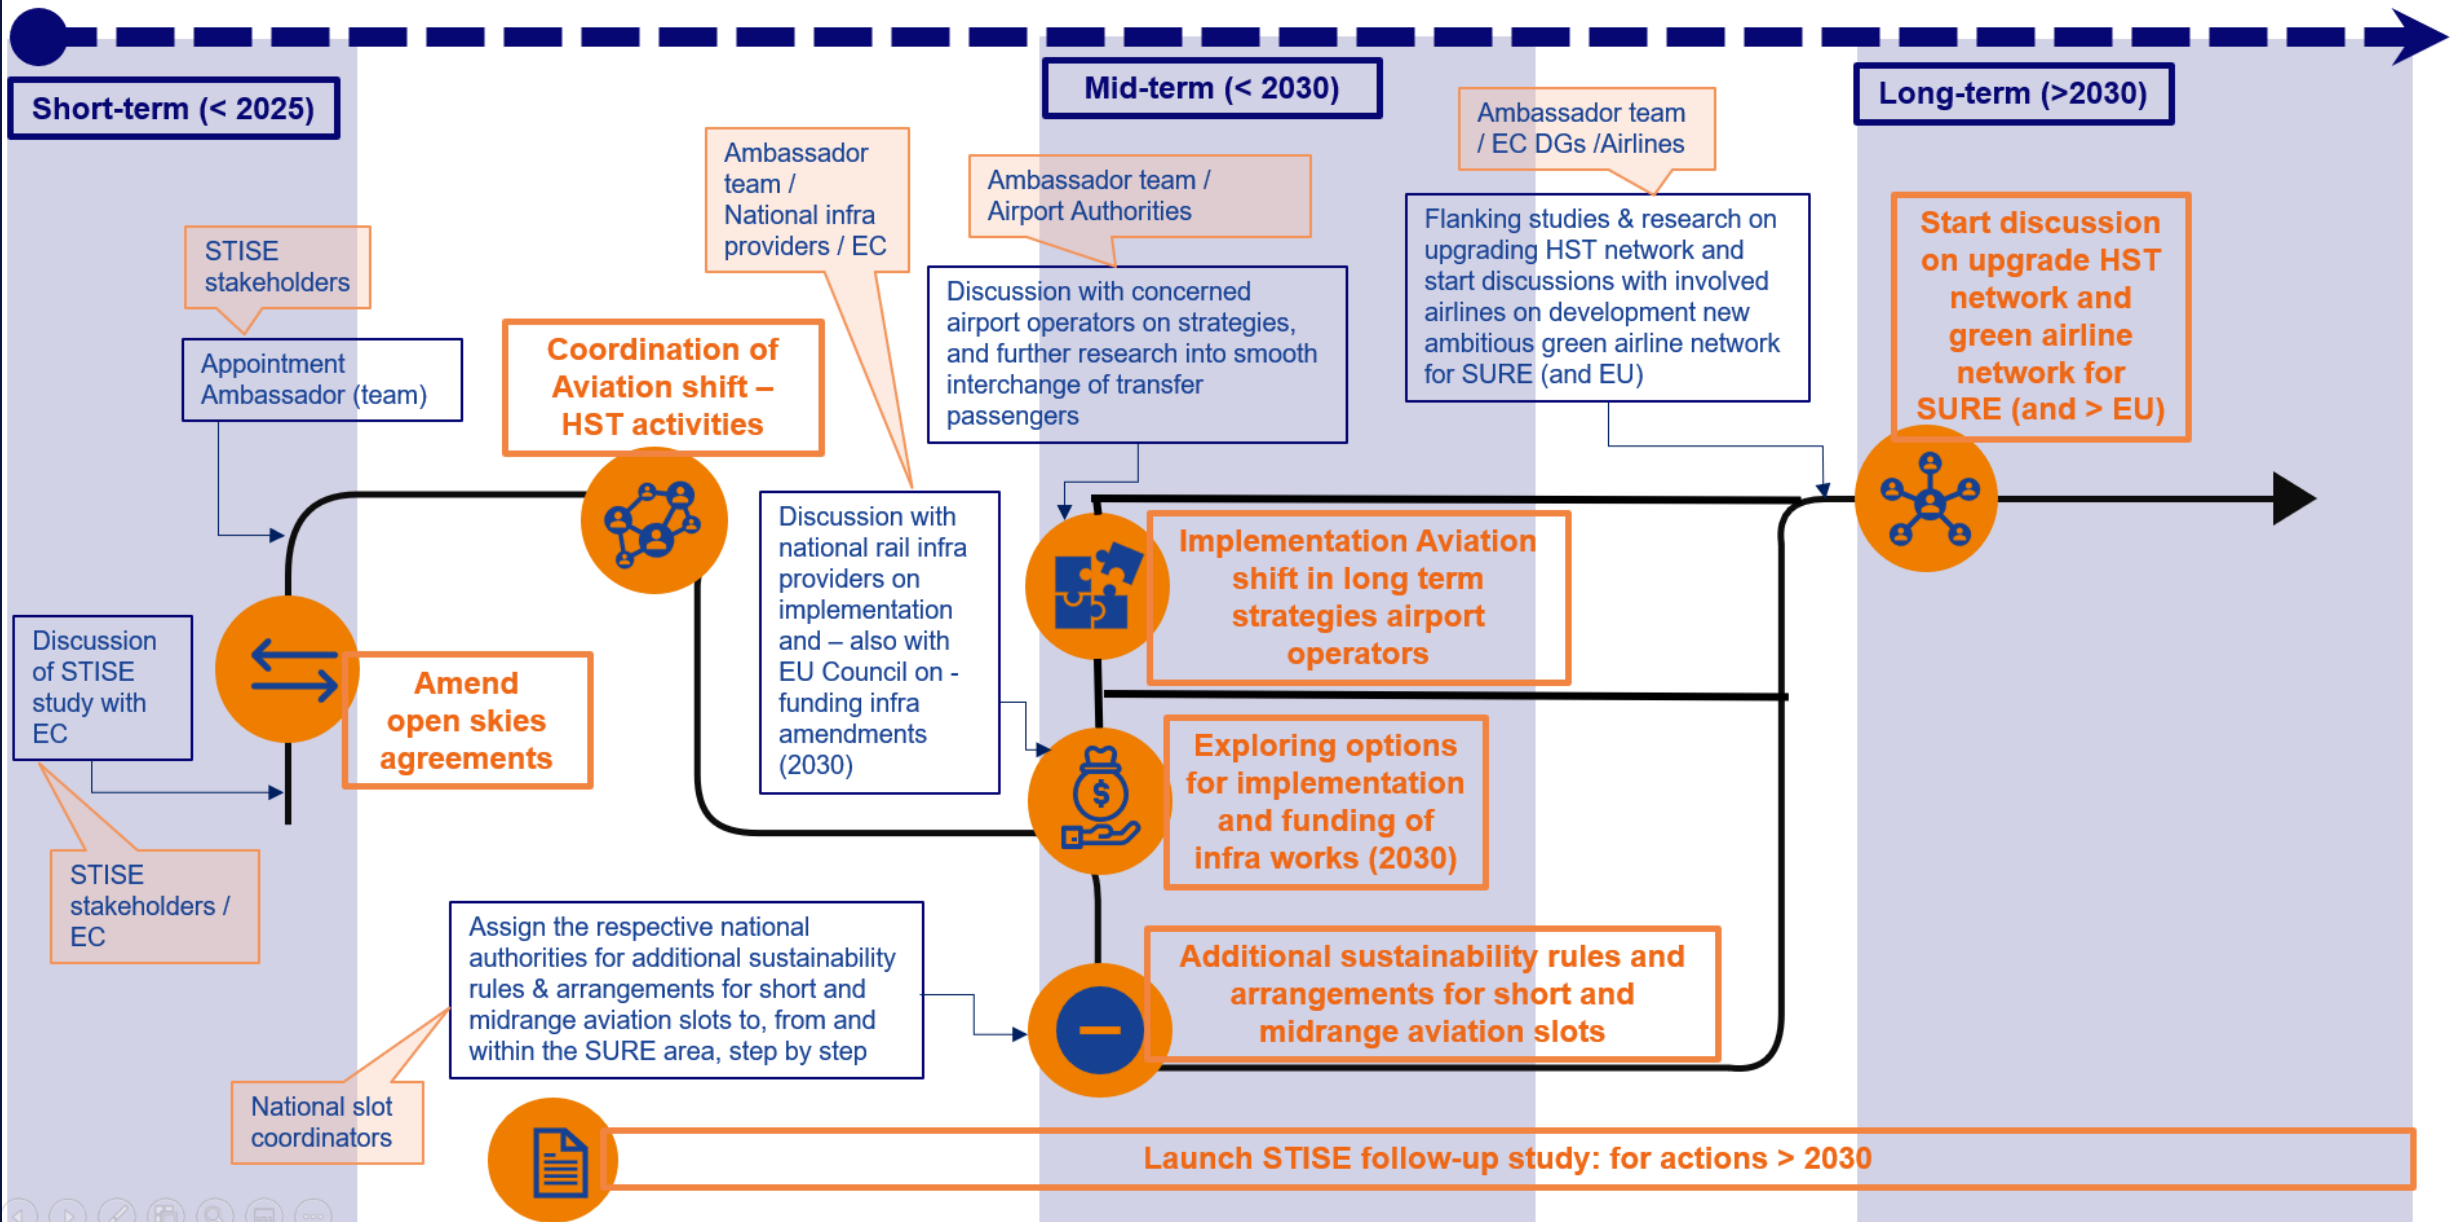 Short-term (< 2025)
Mid-term (< 2030)
Long-term (>2030)
STISE
stakeholders
Appointment
Ambassador (team)
Discussion
of STISE
study with
EC
STISE
stakeholders /
EC
Amend
open skies
agreements
Coordination of
Aviation shift –
HST activities
Ambassador
team /
National infra
providers / EC
Discussion with
national rail infra
providers on
implementation
and – also with
EU Council on -
funding infra
amendments
(2030)
Ambassador team /
Airport Authorities
Discussion with concerned
airport operators on strategies,
and further research into smooth
interchange of transfer
passengers
Implementation Aviation
shift in long term
strategies airport
operators
$
Exploring options
for implementation
and funding of
infra works (2030)
National slot
coordinators
Assign the respective national
authorities for additional sustainability
rules & arrangements for short and
midrange aviation slots to, from and
within the SURE area, step by step
Additional sustainability rules and
arrangements for short and
midrange aviation slots
Ambassador team
/ EC DGs /Airlines
Flanking studies & research on
upgrading HST network and
start discussions with involved
airlines on development new
ambitious green airline network
for SURE (and EU)
Start discussion
on upgrade HST
network and
green airline
network for
SURE (and > EU)
Launch STISE follow-up study: for actions > 2030